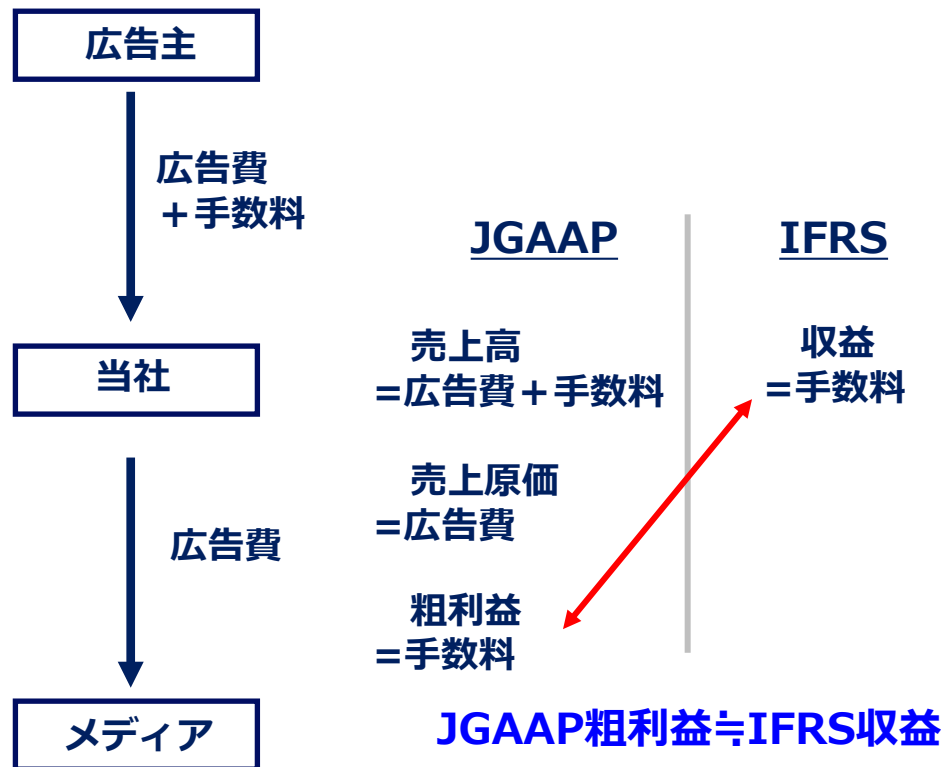 広告主
広告費
＋手数料
当社
広告費
メディア
JGAAP
売上高
=広告費＋手数料
売上原価
=広告費
粗利益
=手数料
IFRS
収益
=手数料
JGAAP粗利益≒IFRS収益